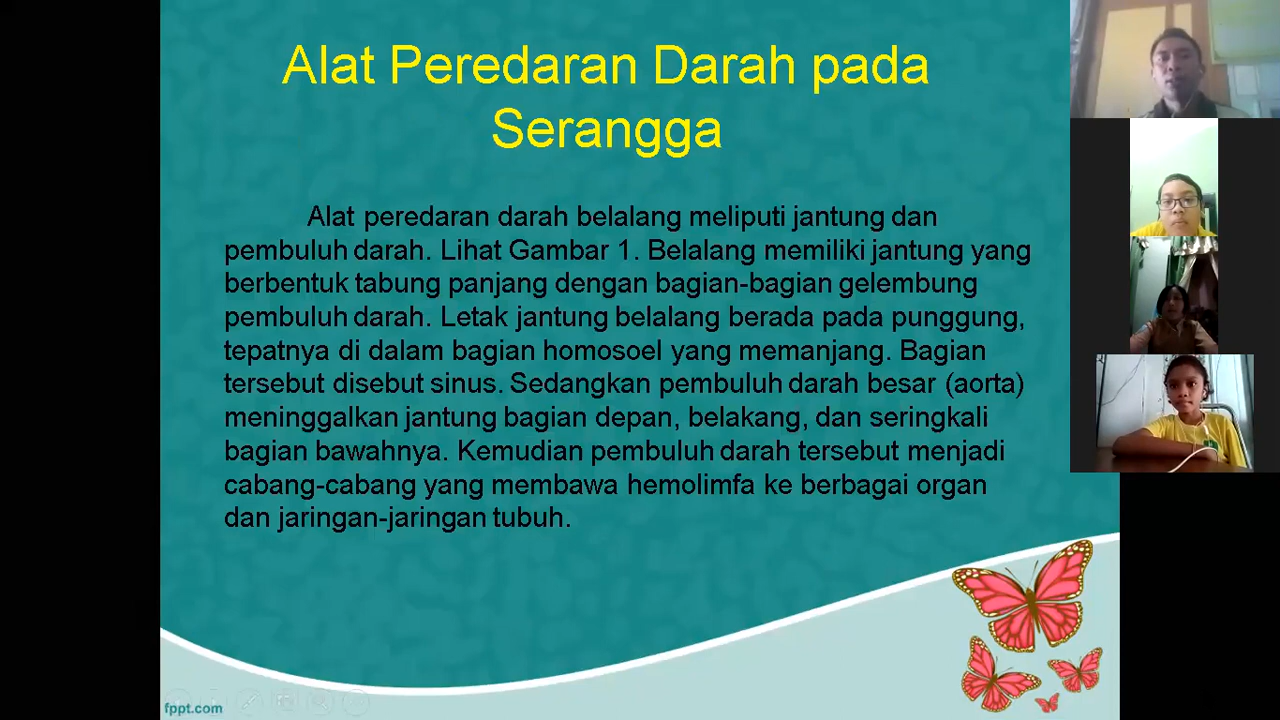 Alat Peredaran Darah pada
Serangga
Alat peredaran darah belalang meliputi jantung dan
pembuluh darah. Lihat Gambar 1. Belalang memiliki jantung yang
berbentuk tabung panjang dengan bagian-bagian gelembung
pembuluh darah. Letak jantung belalang berada pada punggung,
tepatnya di dalam bagian homosoel yang memanjang. Bagian
tersebut disebut sinus. Sedangkan pembuluh darah besar (aorta)
meninggalkan jantung bagian depan, belakang, dan seringkali
bagian bawahnya. Kemudian pembuluh darah tersebut menjadi
cabang-cabang yang membawa hemolimfa ke berbagai organ
dan jaringan-jaringan tubuh.
fppt.com